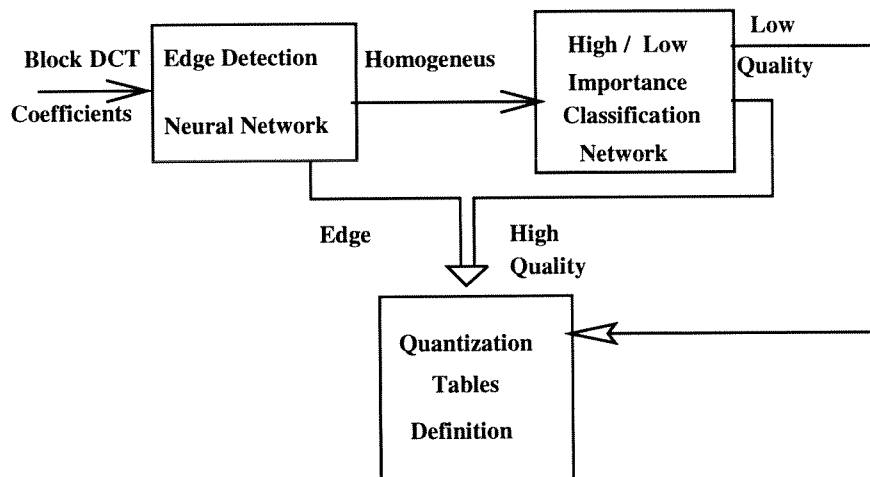 Block DCT
Coefficients
Edge Detection
Neural Network
Homogeneus
High / Low
Importance
Classification
Network
Low
Quality
Edge
High
Quality
Quantization
Tables
Definition